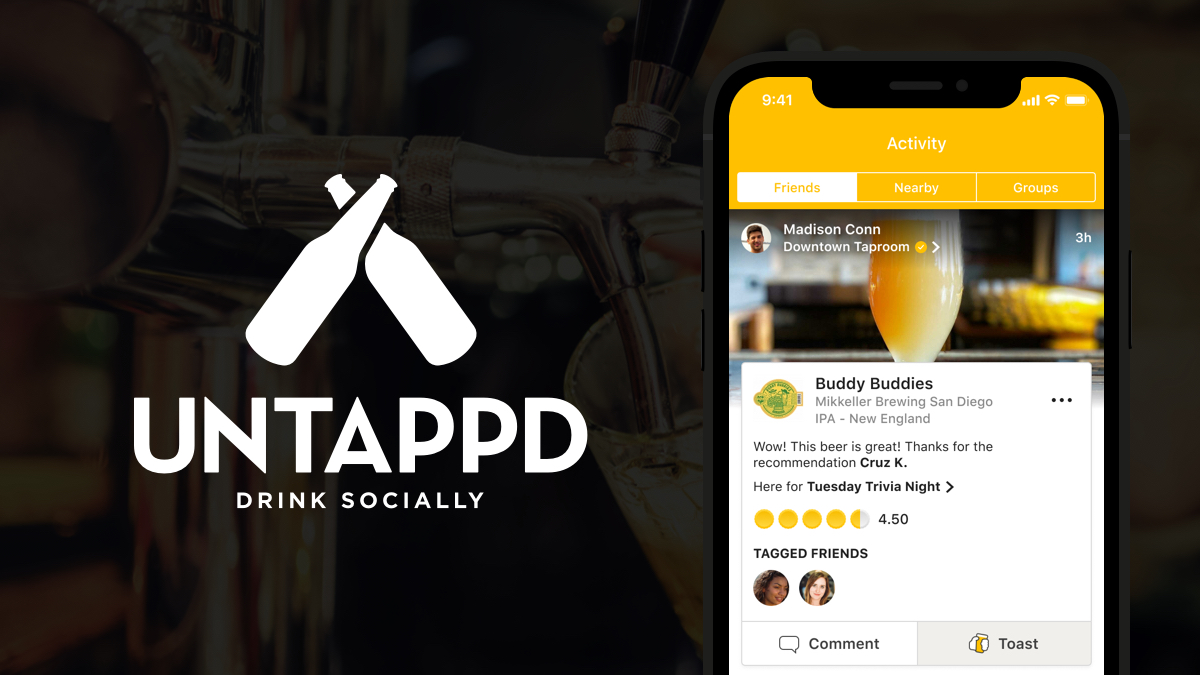 UNTAPPD
DRINK SOCIALLY
9:41
Activity
Friends
Nearby
Groups
Madison Conn
Downtown Taproom
3h
Buddy Buddies
Mikkeller Brewing San Diego
IPA - New England
Wow! This beer is great! Thanks for the
recommendation Cruz K.
Here for Tuesday Trivia Night
4.50
TAGGED FRIENDS
Comment
Toast